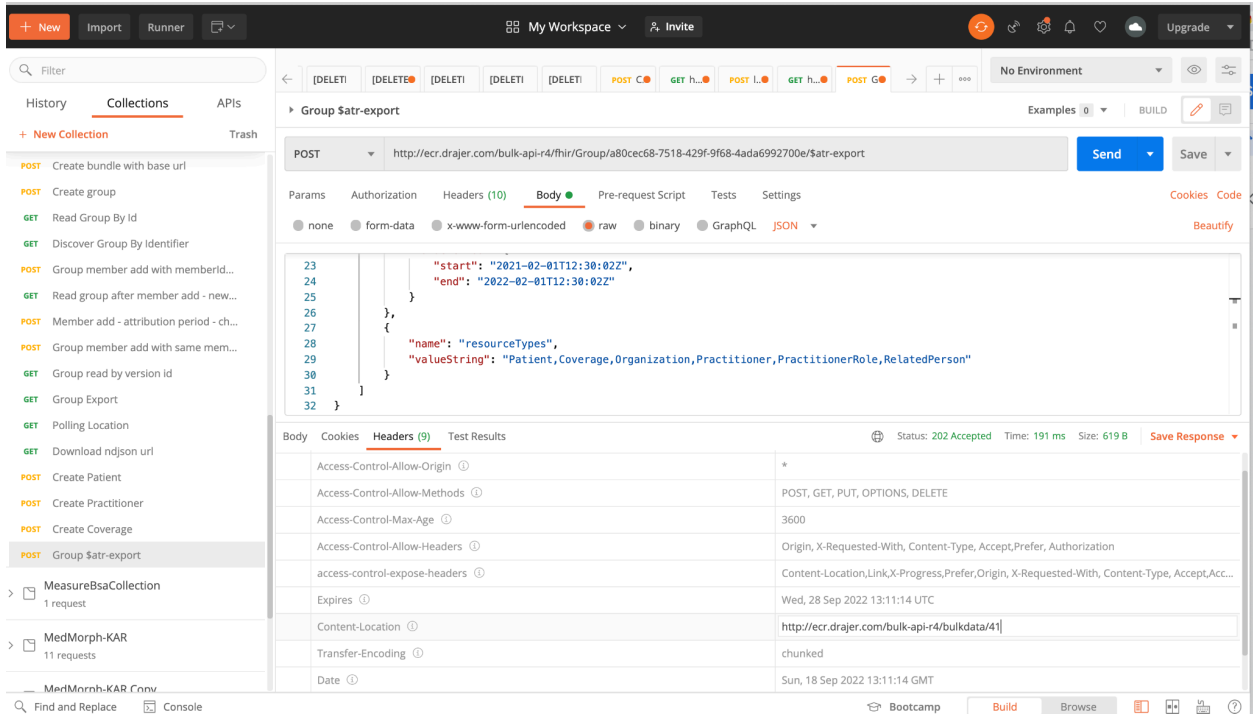 + New Import Runner My Workspace Invite Upgrade
Filter
History Collections APIs
+ New Collection Trash
POST Create bundle with base url
POST Create group
GET Read Group By Id
GET Discover Group By Identifier
POST Group member add with memberId...
GET Read group after member add - new...
POST Member add - attribution period - ch...
POST Group member add with same mem...
GET Group read by version id
GET Group Export
GET Polling Location
GET Download ndjson url
POST Create Patient
POST Create Practitioner
POST Create Coverage
POST Group $atr-export
MeasureBsaCollection
1 request
MedMorph-KAR
11 requests
MedMorph-KAR Copy
[DELETI [DELETE [DELETI [DELETI [DELETI POST C. GET h... POST I.. GET h... POST G No Environment
Group $atr-export Examples 0 BUILD
POST http://ecr.drajer.com/bulk-api-r4/fhir/Group/a80cec68-7518-429f-9f68-4ada6992700e/$atr-export Send Save
Params Authorization Headers (10) Body Pre-request Script Tests Settings Cookies Code
none form-data x-www-form-urlencoded raw binary GraphQL JSON Beautify
23 "start": "2021-02-01T12:30:02Z",
24 "end": "2022-02-01T12:30:02Z"
25 }
26 },
27 {
28 "name": "resourceTypes",
29 "valueString": "Patient,Coverage,Organization,Practitioner,PractitionerRole,RelatedPerson"
30 }
31 ]
32 }
Body Cookies Headers (9) Test Results Status: 202 Accepted Time: 191 ms Size: 619 B Save Response
Access-Control-Allow-Origin *
Access-Control-Allow-Methods POST, GET, PUT, OPTIONS, DELETE
Access-Control-Max-Age 3600
Access-Control-Allow-Headers Origin, X-Requested-With, Content-Type, Accept,Prefer, Authorization
access-control-expose-headers Content-Location,Link,X-Progress,Prefer,Origin, X-Requested-With, Content-Type, Accept,Acc...
Expires Wed, 28 Sep 2022 13:11:14 UTC
Content-Location http://ecr.drajer.com/bulk-api-r4/bulkdata/41
Transfer-Encoding chunked
Date Sun, 18 Sep 2022 13:11:14 GMT
Find and Replace Console Bootcamp Build Browse